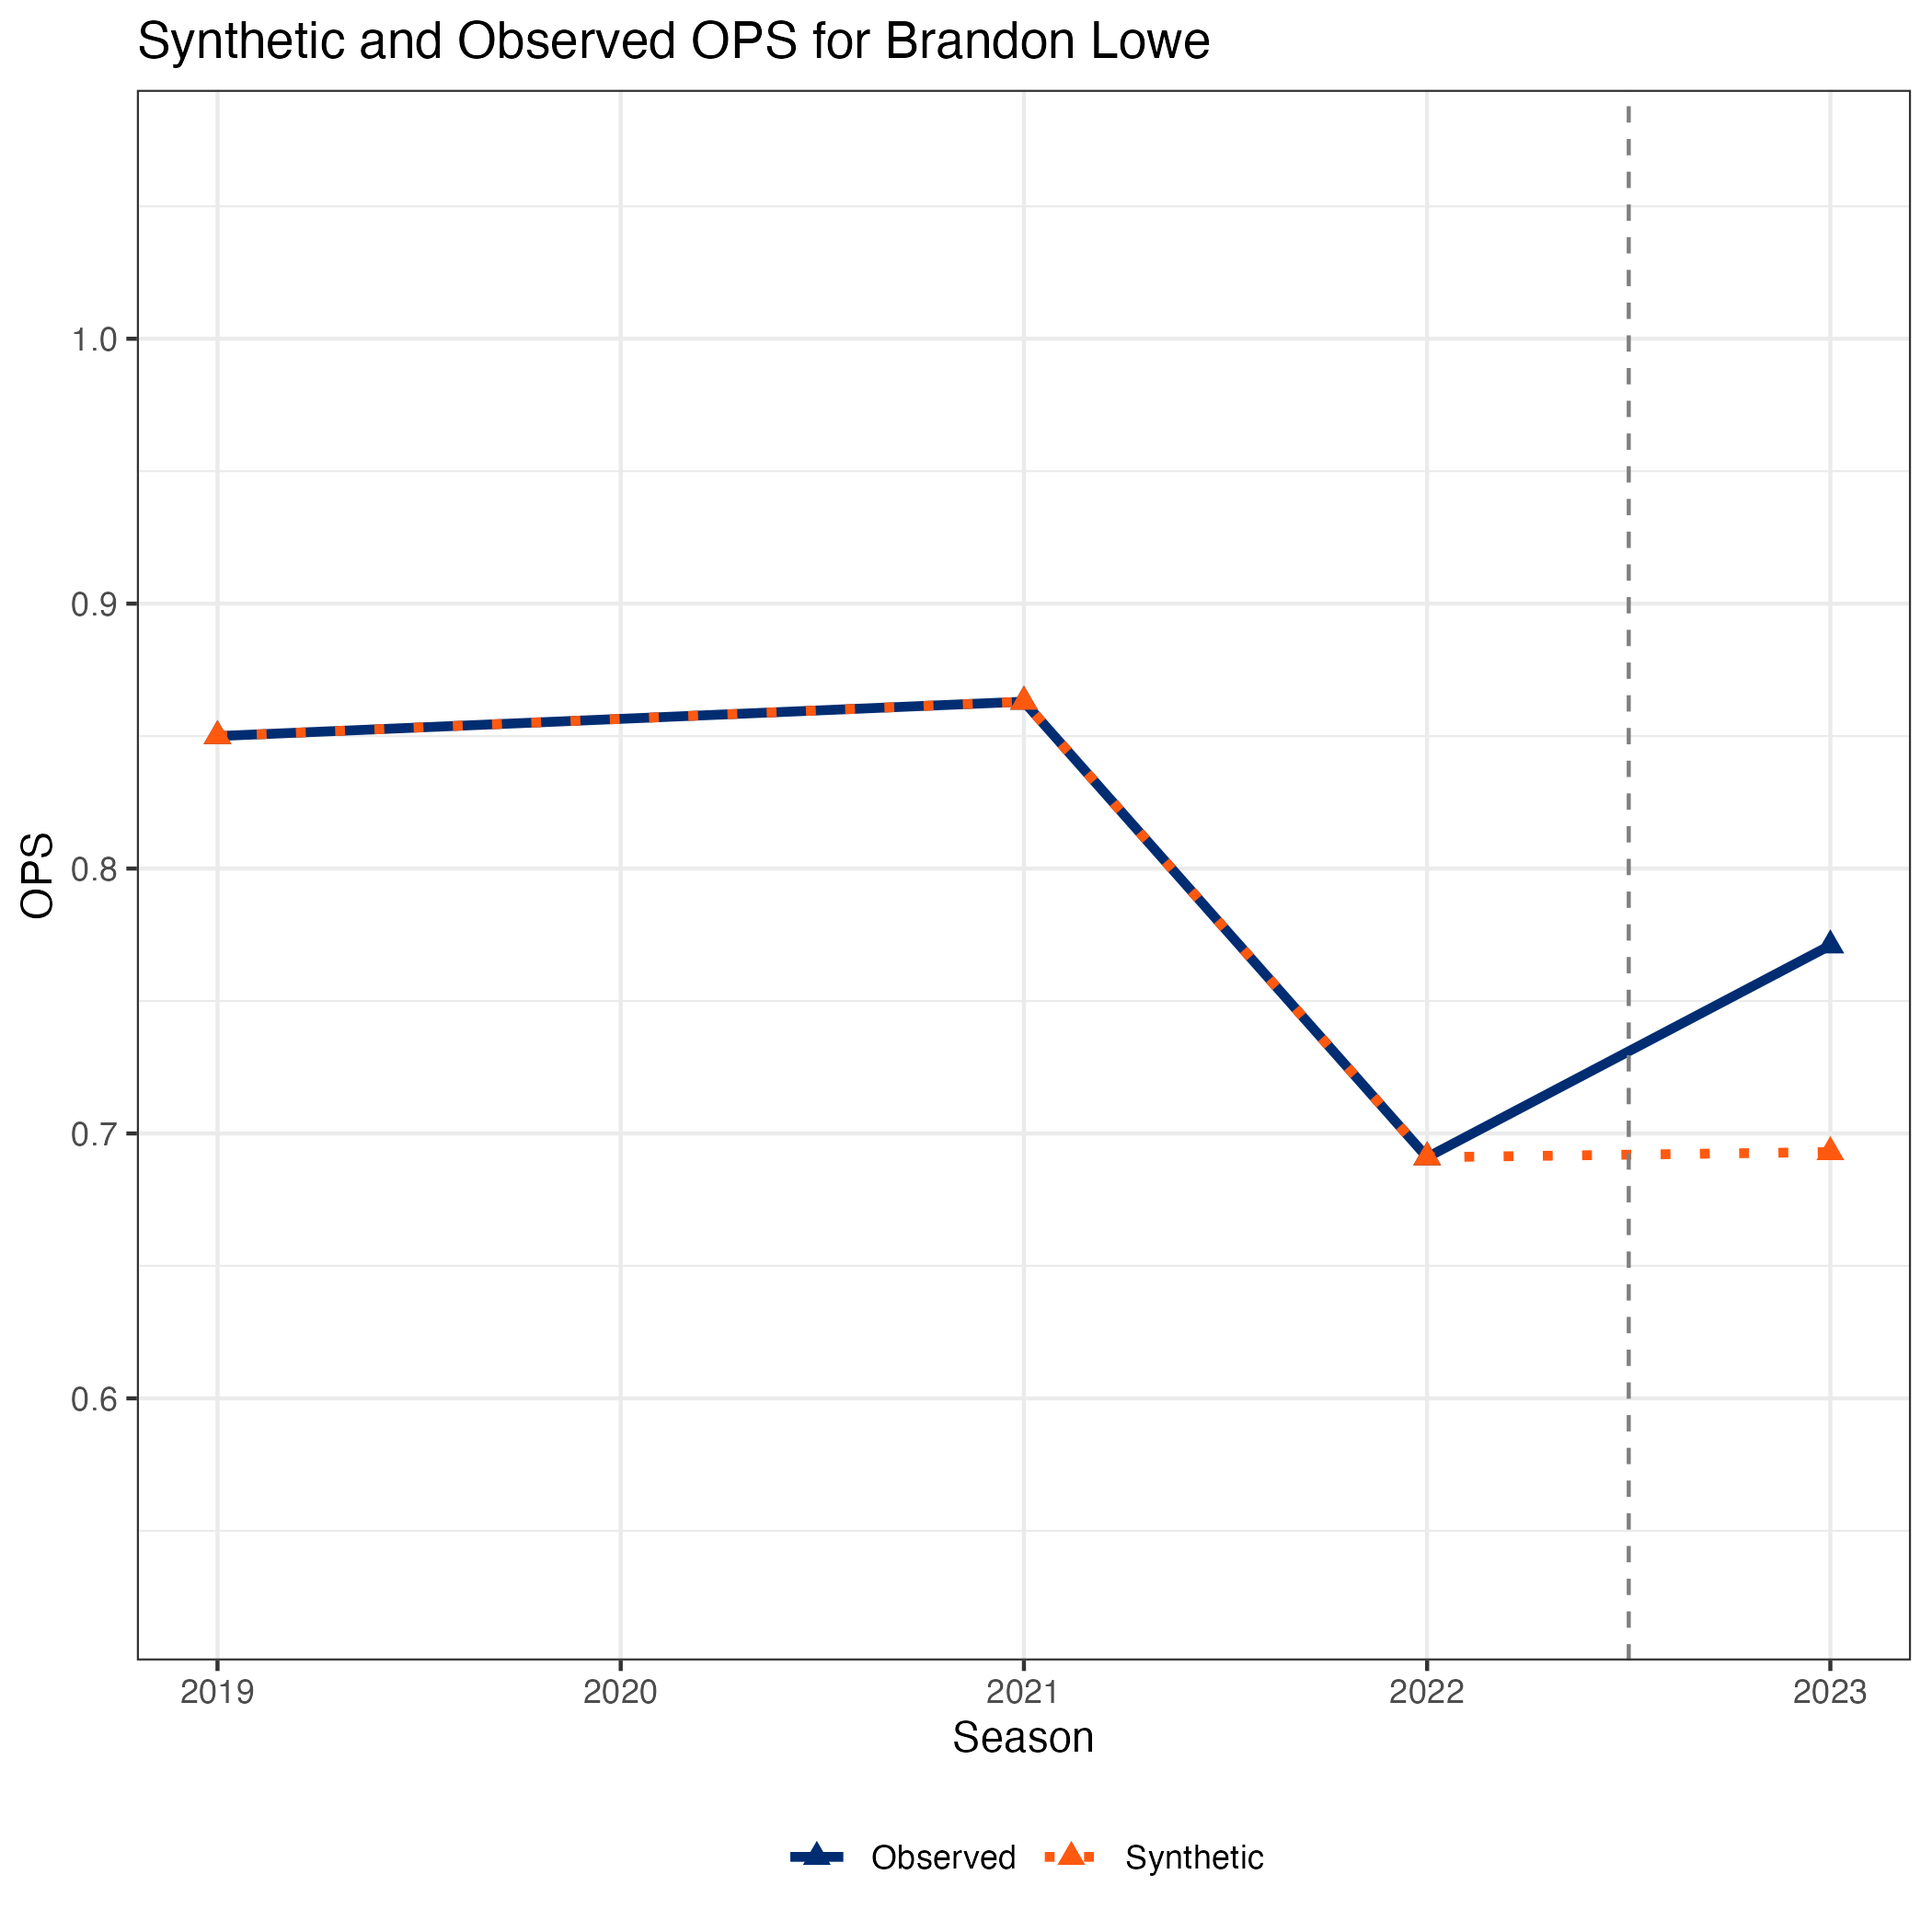 Synthetic and Observed OPS for Brandon Lowe
OPS
1.0
0.9
0.8
0.7
0.6
2019 2020 2021 2022 2023
Season
Observed Synthetic